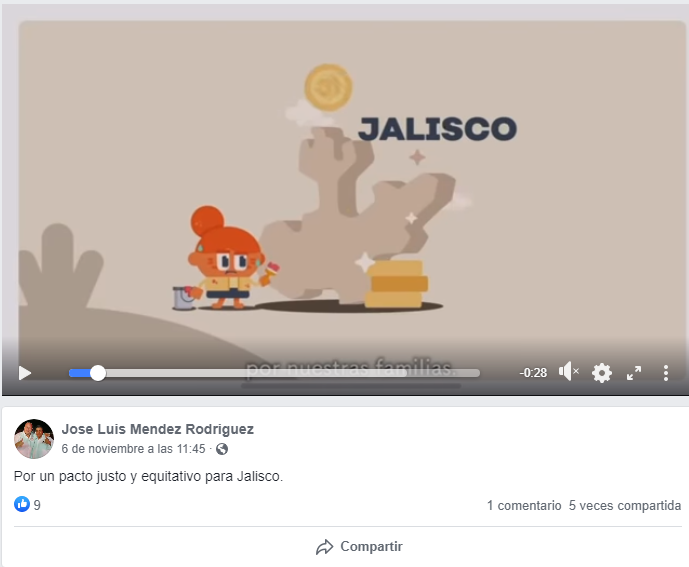 JALISCO
por nuestras familias.
-0:28
Jose Luis Mendez Rodriguez
6 de noviembre a las 11:45 ·
Por un pacto justo y equitativo para Jalisco.
9
1 comentario 5 veces compartida
Compartir